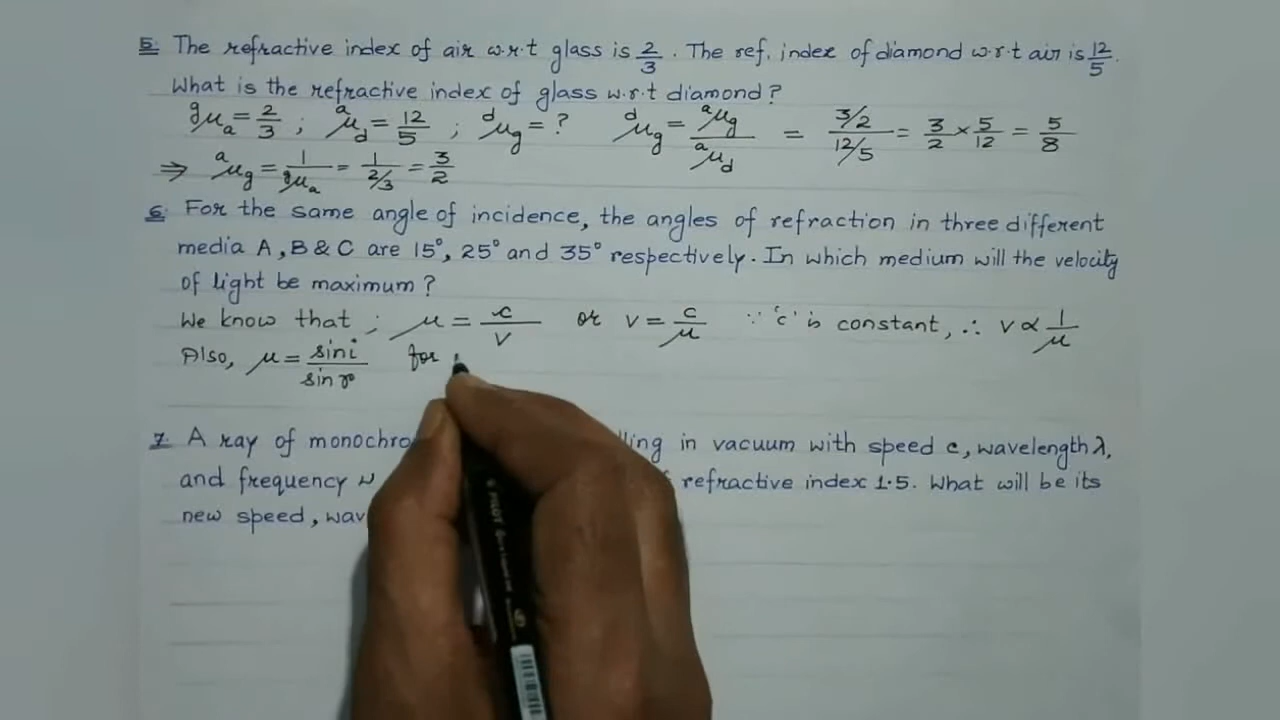 5. The refractive index of air w.r.t glass is 2/3 . The ref. index of diamond w.r.t air is 12/5.
What is the refractive index of glass w.r.t diamond?
ᵍμₐ = 2/3 ; ᵃμ_d = 12/5 ; ᵈμ_g = ? ᵈμ_g = ᵃμ_g / ᵃμ_d = (3/2)/(12/5) = 3/2 × 5/12 = 5/8
⇒ ᵃμ_g = 1/ᵍμₐ = 1/(2/3) = 3/2
6. For the same angle of incidence, the angles of refraction in three different
media A, B & C are 15°, 25° and 35° respectively. In which medium will the velocity
of light be maximum?
We know that ; μ = c/v or v = c/μ ∵ 'c' is constant, ∴ v ∝ 1/μ
Also, μ = sin i / sin r for
7. A ray of monochro lling in vacuum with speed c, wavelength λ,
and frequency refractive index 1.5. What will be its
new speed, wav